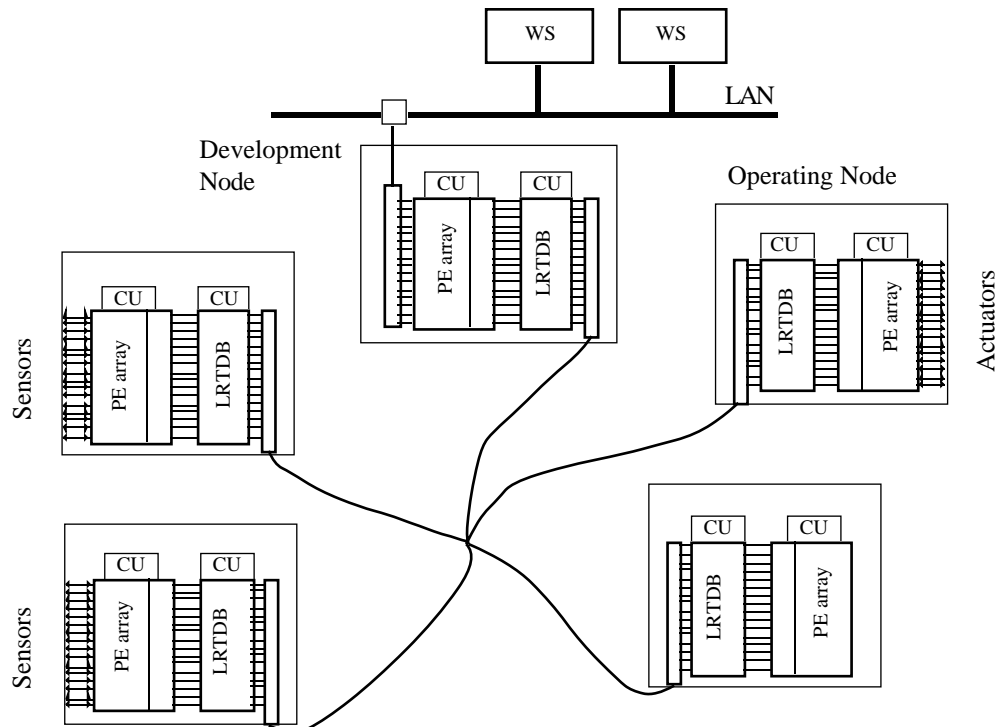 WS
WS
LAN
Development
Node
CU
CU
PE array
LRTDB
Operating Node
CU
CU
LRTDB
PE array
Actuators
Sensors
CU
CU
PE array
LRTDB
Sensors
CU
CU
PE array
LRTDB
CU
CU
LRTDB
PE array